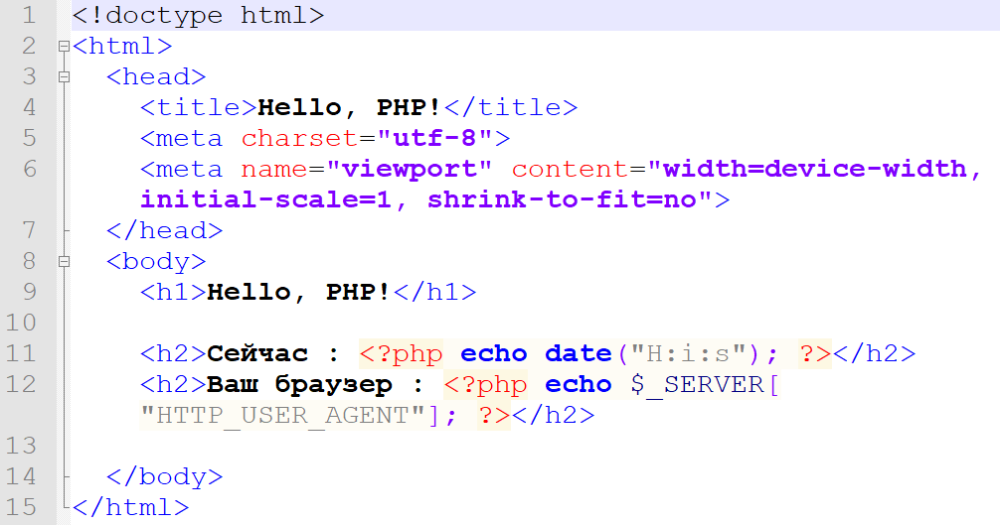 1 <!doctype html>
2 <html>
3 <head>
4 <title>Hello, PHP!</title>
5 <meta charset="utf-8">
6 <meta name="viewport" content="width=device-width,
initial-scale=1, shrink-to-fit=no">
7 </head>
8 <body>
9 <h1>Hello, PHP!</h1>
10
11 <h2>Сейчас : <?php echo date("H:i:s"); ?></h2>
12 <h2>Ваш браузер : <?php echo $_SERVER[
"HTTP_USER_AGENT"]; ?></h2>
13
14 </body>
15 </html>